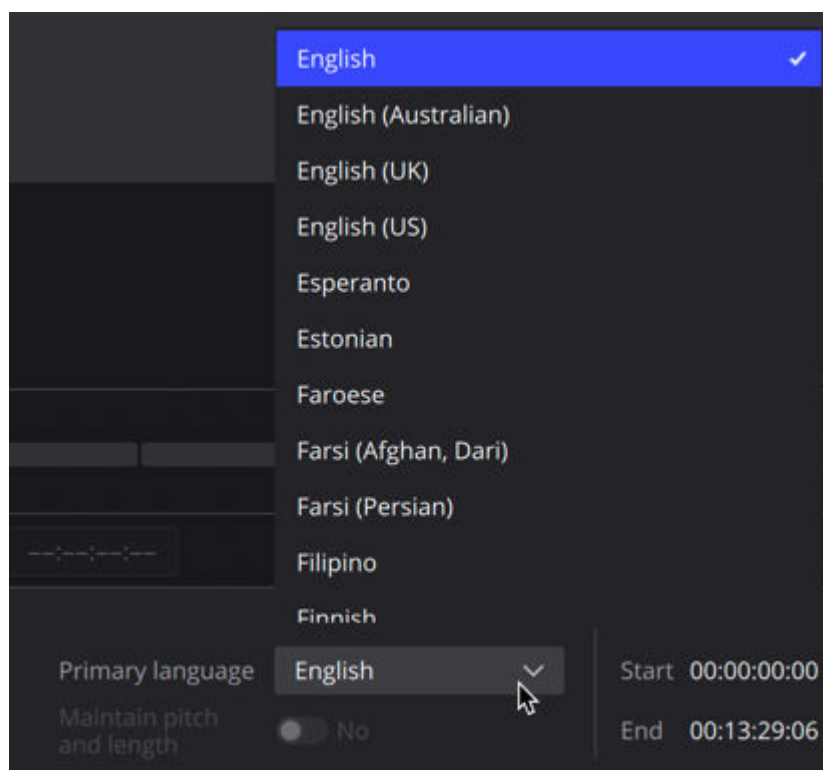 English
English (Australian)
English (UK)
English (US)
Esperanto
Estonian
Faroese
Farsi (Afghan, Dari)
Farsi (Persian)
Filipino
Finnish
--:--:--:--
Primary language English Start 00:00:00:00
Maintain pitch
and length No End 00:13:29:06